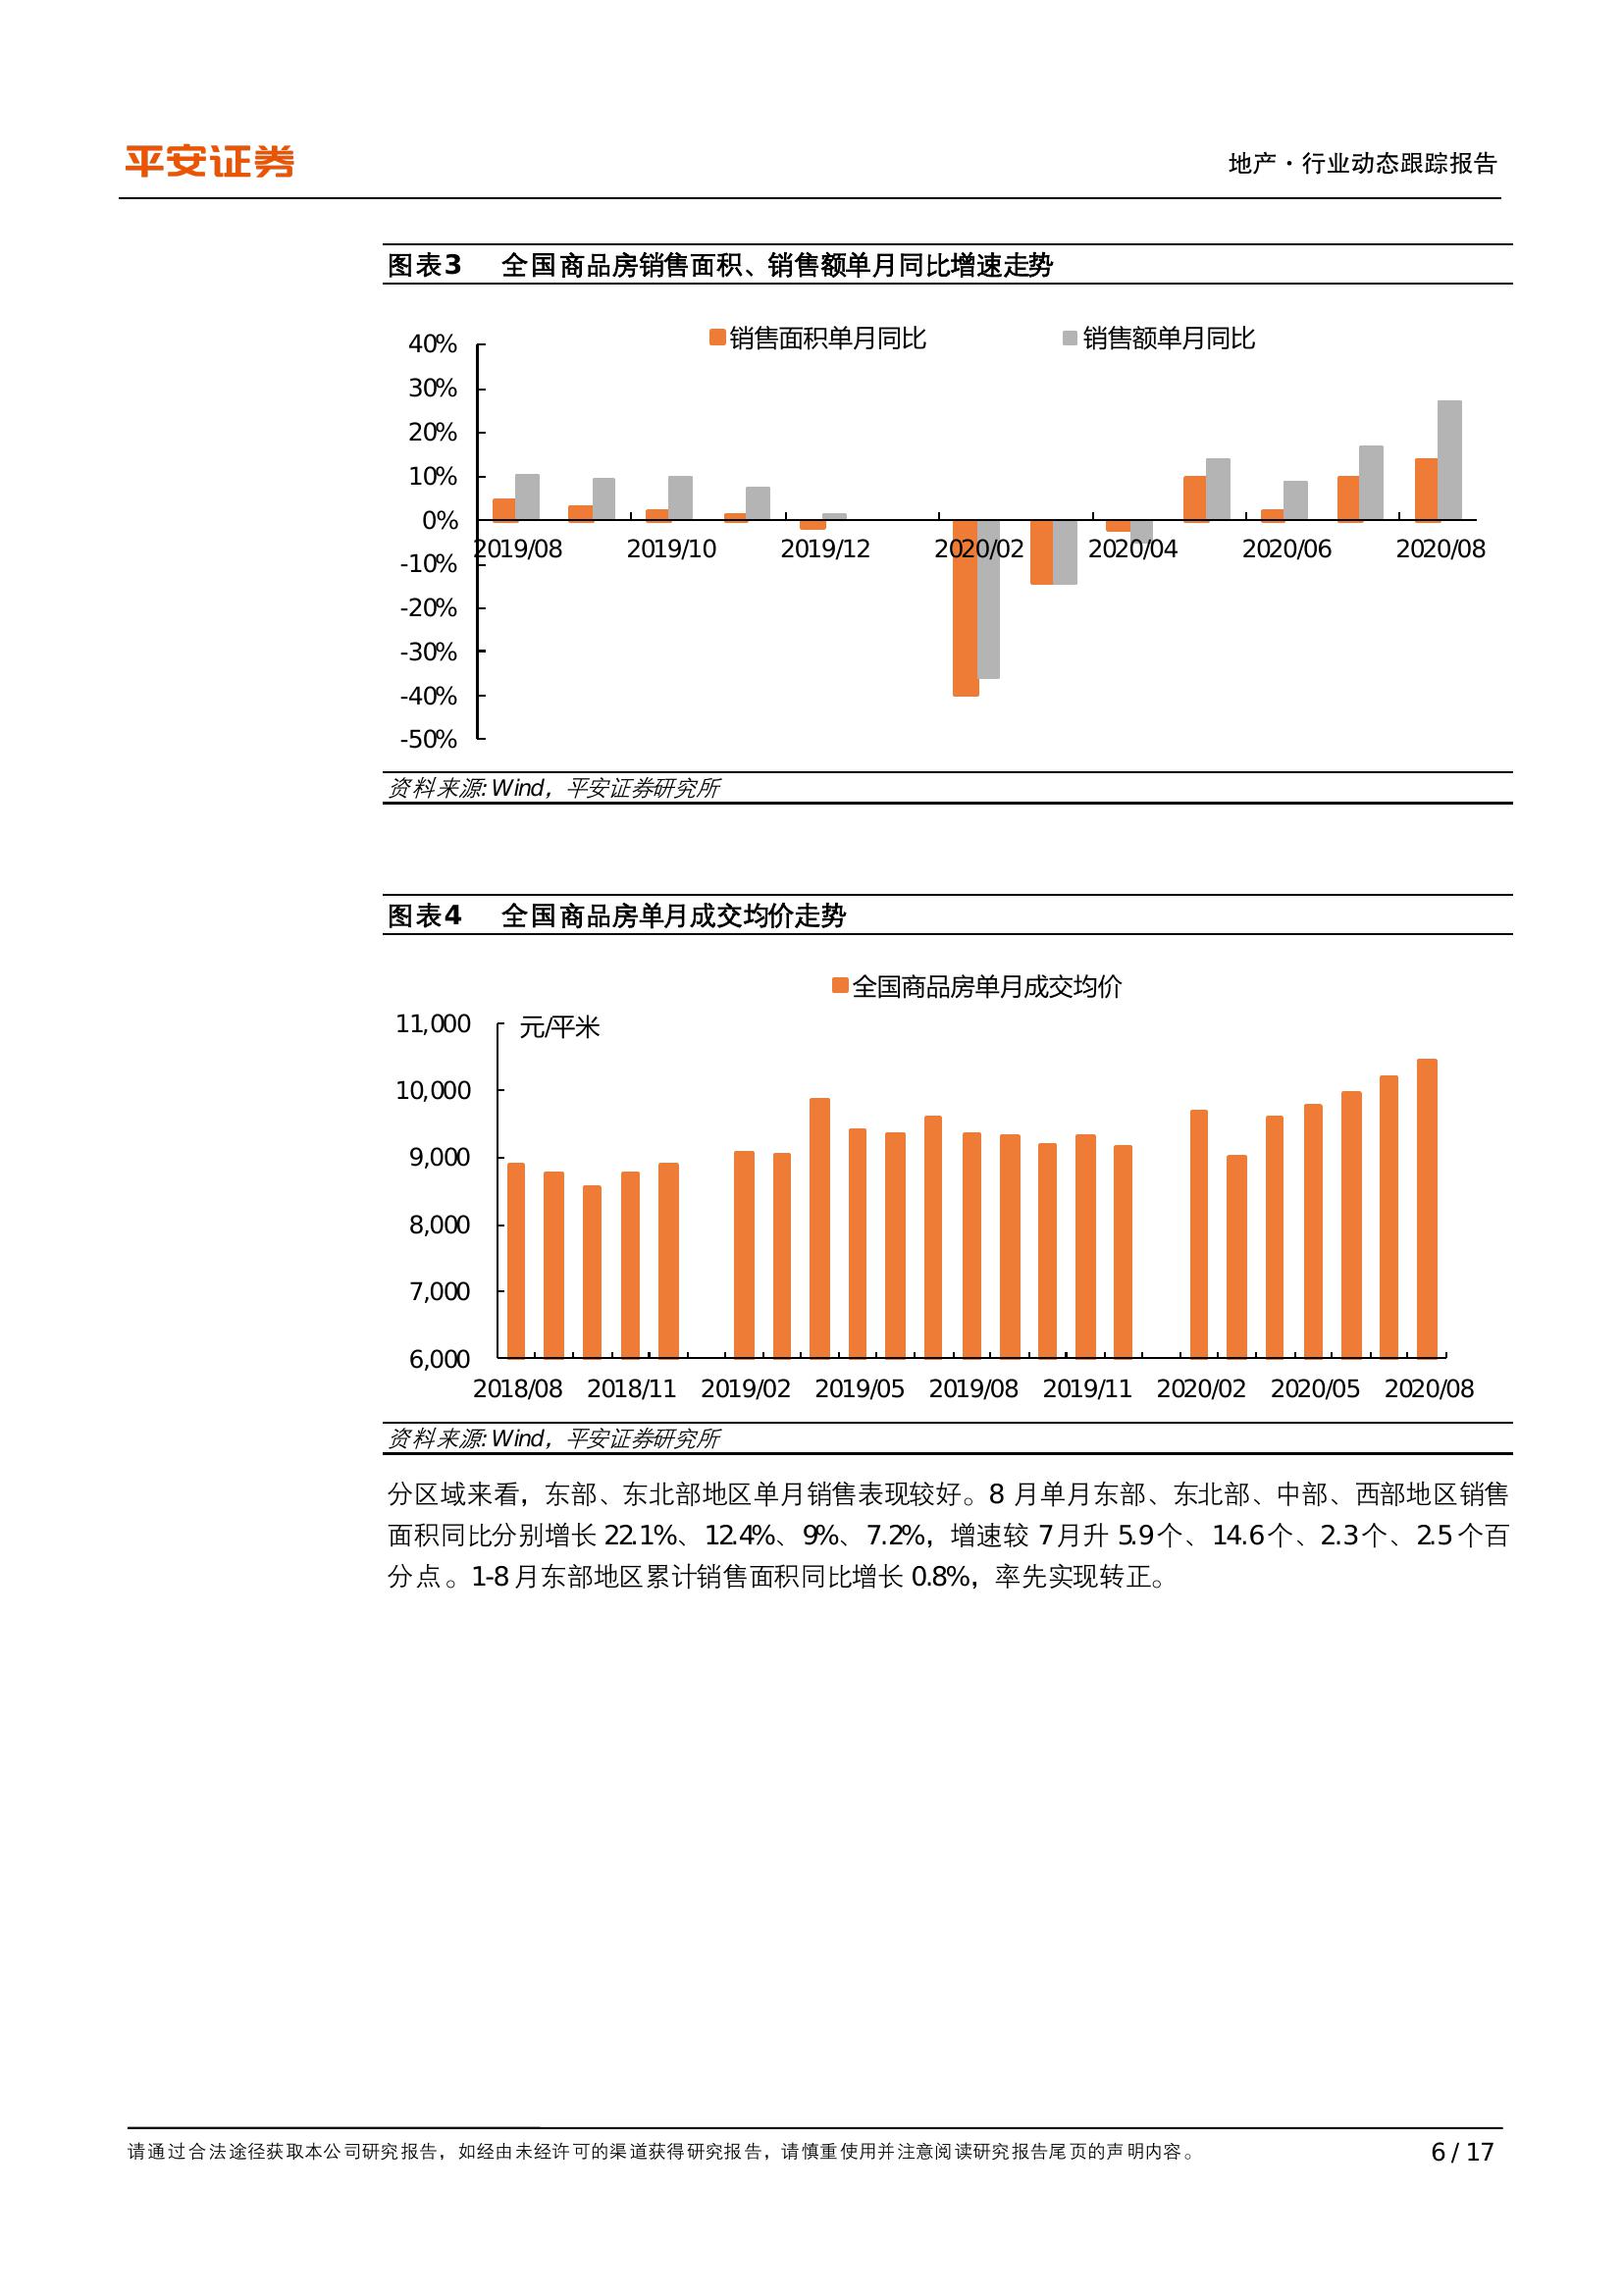 平安证券
地产·行业动态跟踪报告
图表3 全国商品房销售面积、销售额单月同比增速走势
销售面积单月同比 销售额单月同比
40%
30%
20%
10%
0%
-10%
-20%
-30%
-40%
-50%
2019/08 2019/10 2019/12 2020/02 2020/04 2020/06 2020/08
资料来源:Wind，平安证券研究所
图表4 全国商品房单月成交均价走势
全国商品房单月成交均价
元/平米
11,000
10,000
9,000
8,000
7,000
6,000
2018/08 2018/11 2019/02 2019/05 2019/08 2019/11 2020/02 2020/05 2020/08
资料来源:Wind，平安证券研究所
分区域来看，东部、东北部地区单月销售表现较好。8 月单月东部、东北部、中部、西部地区销售
面积同比分别增长 22.1%、12.4%、9%、7.2%，增速较 7 月升 5.9 个、14.6 个、2.3 个、2.5 个百
分点。1-8 月东部地区累计销售面积同比增长 0.8%，率先实现转正。
请通过合法途径获取本公司研究报告，如经由未经许可的渠道获得研究报告，请慎重使用并注意阅读研究报告尾页的声明内容。
6 / 17